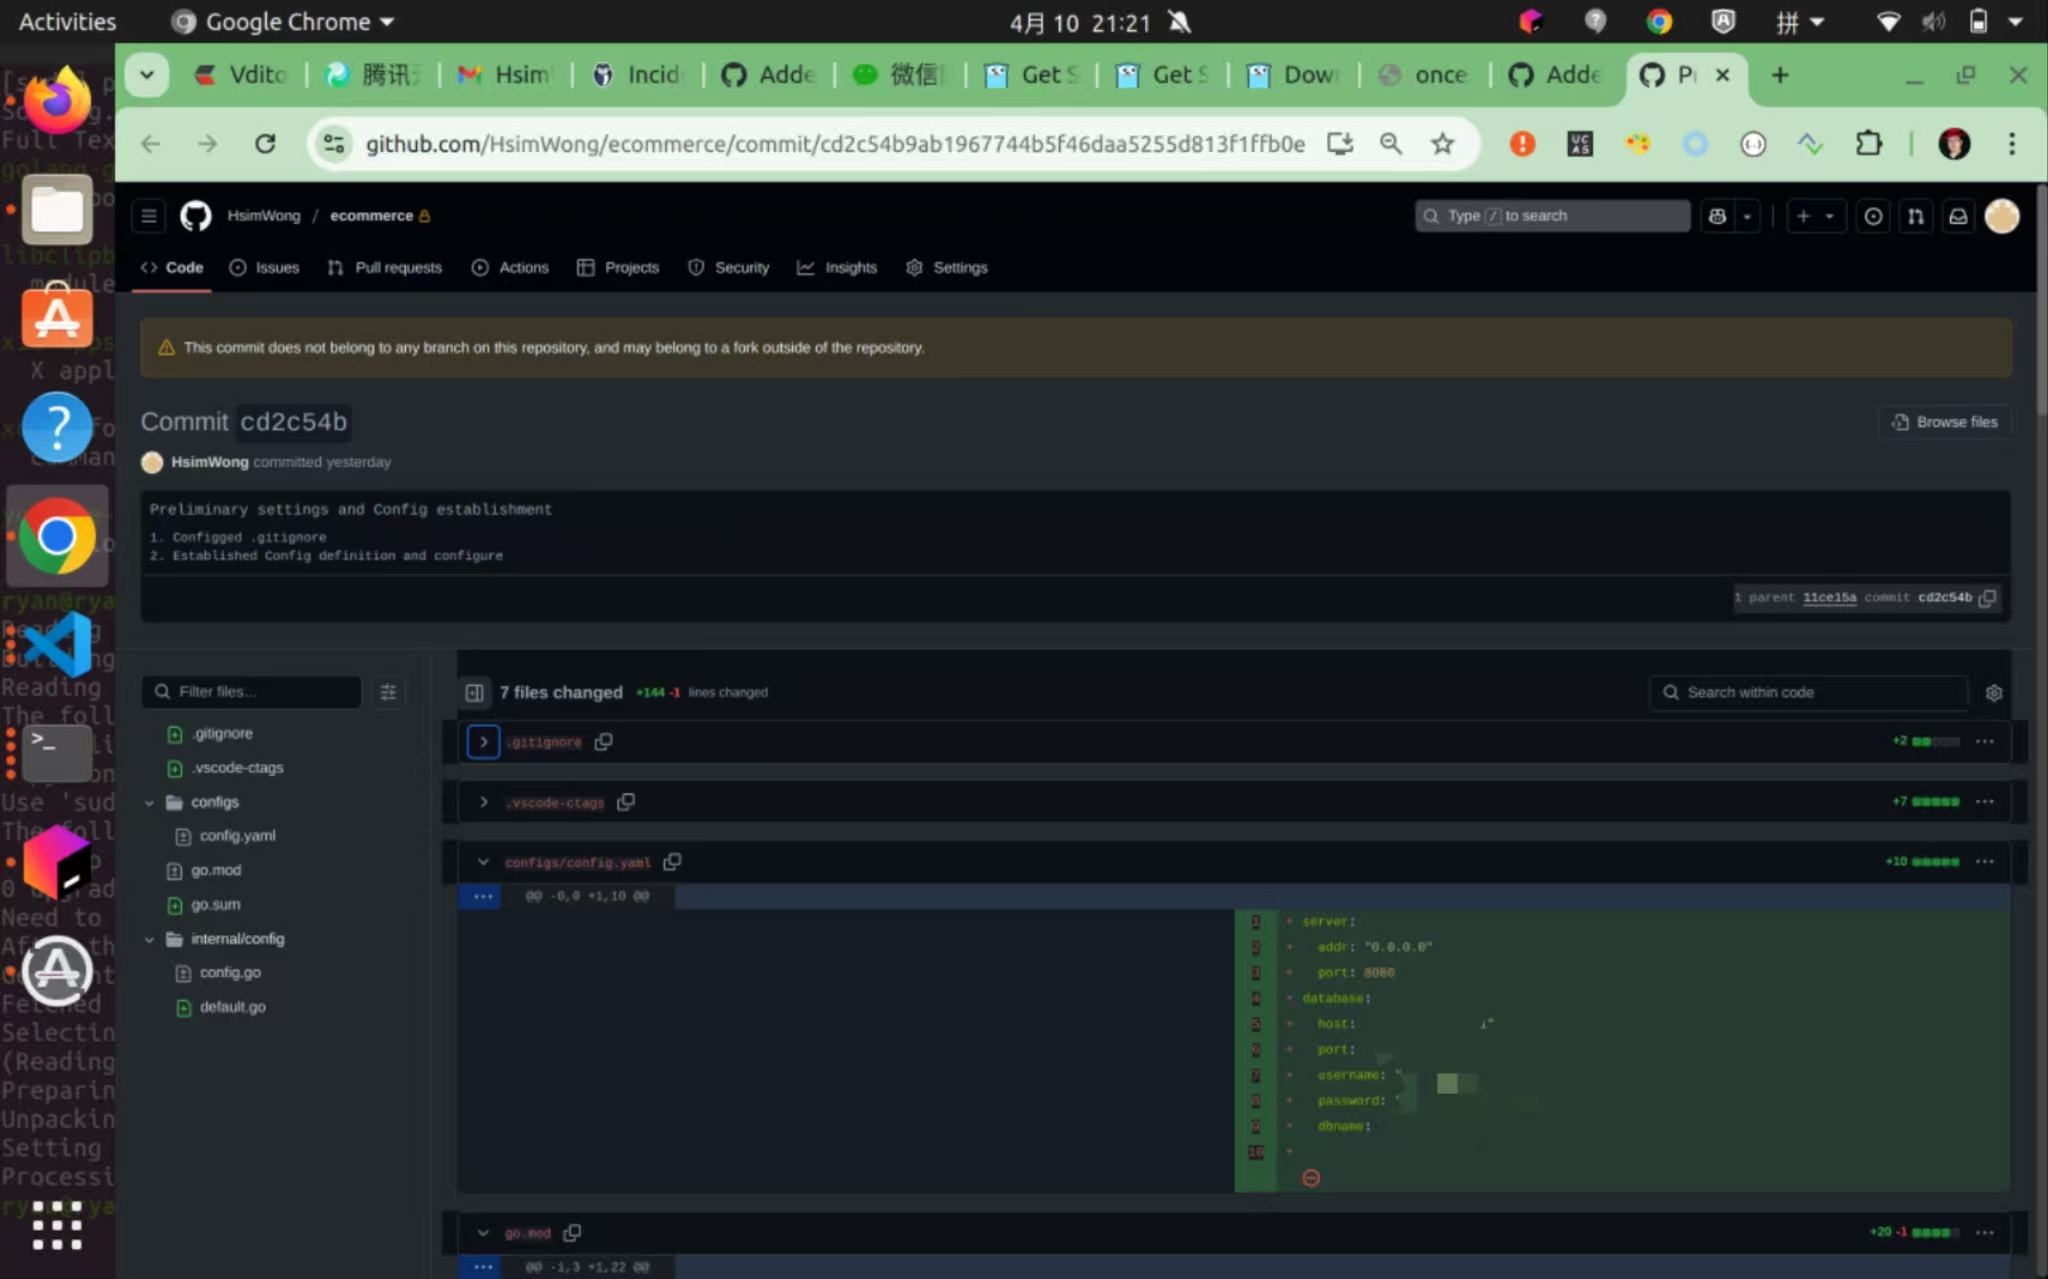 Activities
Google Chrome
4月 10 21:21
拼
Vdito
腾讯
Hsim
Incid
Adde
微信
Get S
Get S
Down
once
Adde
github.com/HsimWong/ecommerce/commit/cd2c54b9ab1967744b5f46daa5255d813f1ffb0e
HsimWong / ecommerce
Type / to search
Code
Issues
Pull requests
Actions
Projects
Security
Insights
Settings
This commit does not belong to any branch on this repository, and may belong to a fork outside of the repository.
Commit cd2c54b
Browse files
HsimWong committed yesterday
Preliminary settings and Config establishment
1. Configged .gitignore
2. Established Config definition and configure
1 parent 11ce15a commit cd2c54b
Filter files...
.gitignore
.vscode-ctags
configs
config.yaml
go.mod
go.sum
internal/config
config.go
default.go
7 files changed +144 -1 lines changed
Search within code
.gitignore
+2
.vscode-ctags
+7
configs/config.yaml
+10
@@ -0,0 +1,10 @@
1 + server:
2 + addr: "0.0.0.0"
3 + port: 8080
4 + database:
5 + host:
6 + port:
7 + username: "
8 + password: "
9 + dbname:
10 +
go.mod
+20 -1
@@ -1,3 +1,22 @@
Full Tex
X appl
ryan@rya
Reading
Reading
The foll
Use 'sud
The foll
Need to
Fetched
Selectin
(Reading
Preparin
Unpackin
Setting
Processi